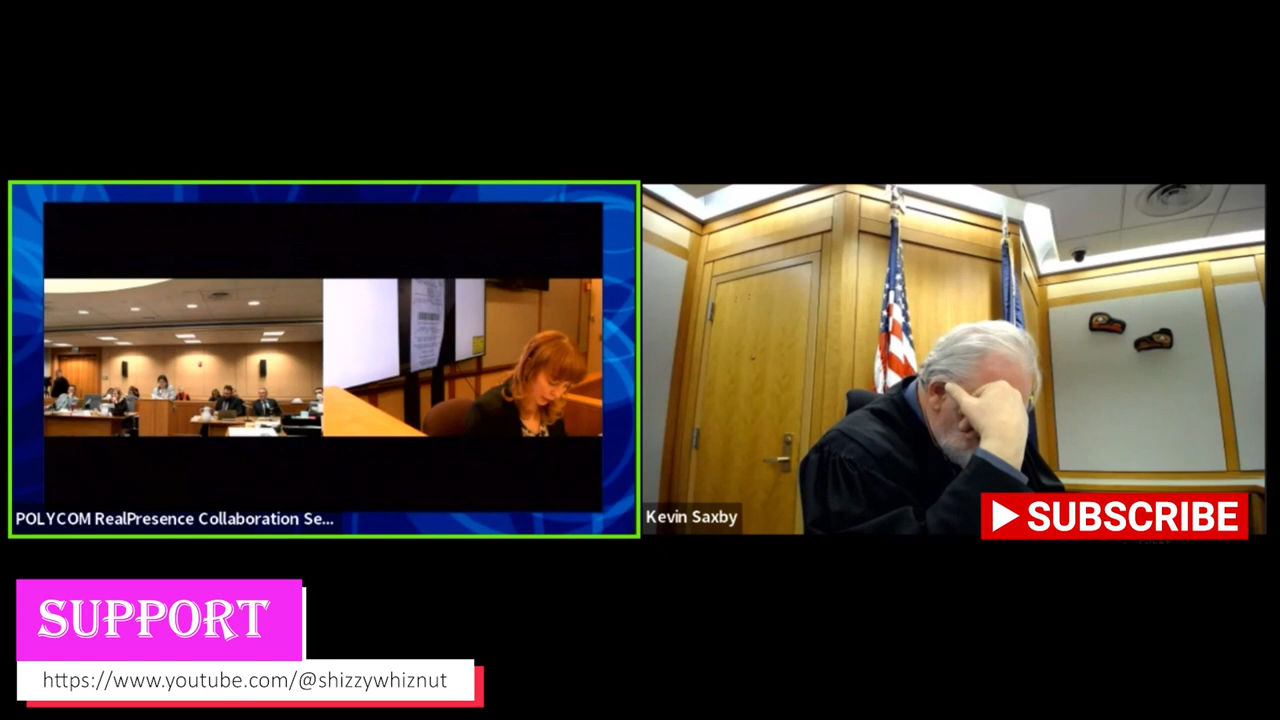 POLYCOM RealPresence Collaboration Se...
Kevin Saxby
SUBSCRIBE
SUPPORT
https://www.youtube.com/@shizzywhiznut